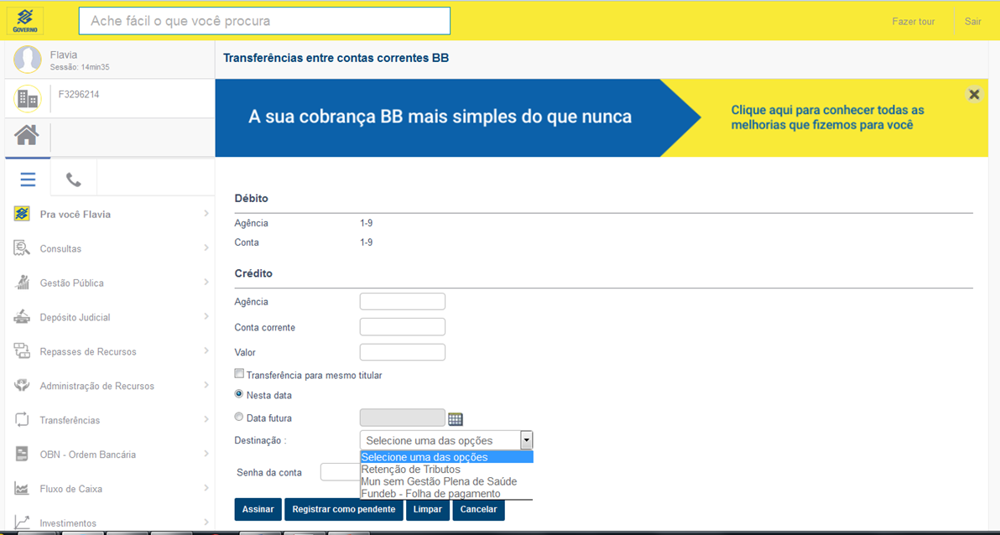 GOVERNO
Ache fácil o que você procura
Fazer tour
Sair
Flavia
Sessão: 14min35
F3296214
Pra você Flavia
Consultas
Gestão Pública
Depósito Judicial
Repasses de Recursos
Administração de Recursos
Transferências
OBN - Ordem Bancária
Fluxo de Caixa
Investimentos
Transferências entre contas correntes BB
A sua cobrança BB mais simples do que nunca
Clique aqui para conhecer todas as
melhorias que fizemos para você
Débito
Agência 1-9
Conta 1-9
Crédito
Agência
Conta corrente
Valor
Transferência para mesmo titular
Nesta data
Data futura
Destinação : Selecione uma das opções
Selecione uma das opções
Retenção de Tributos
Mun sem Gestão Plena de Saúde
Fundeb - Folha de pagamento
Senha da conta
Assinar Registrar como pendente Limpar Cancelar